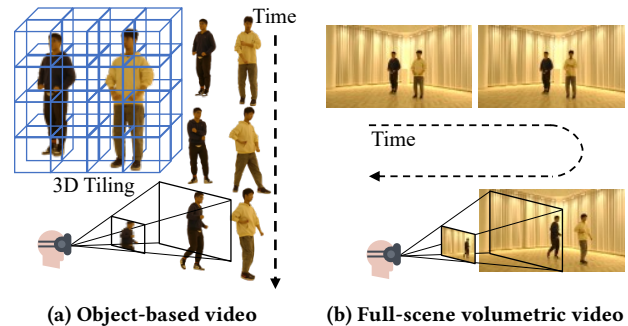 Time
3D Tiling
Time
(a) Object-based video
(b) Full-scene volumetric video